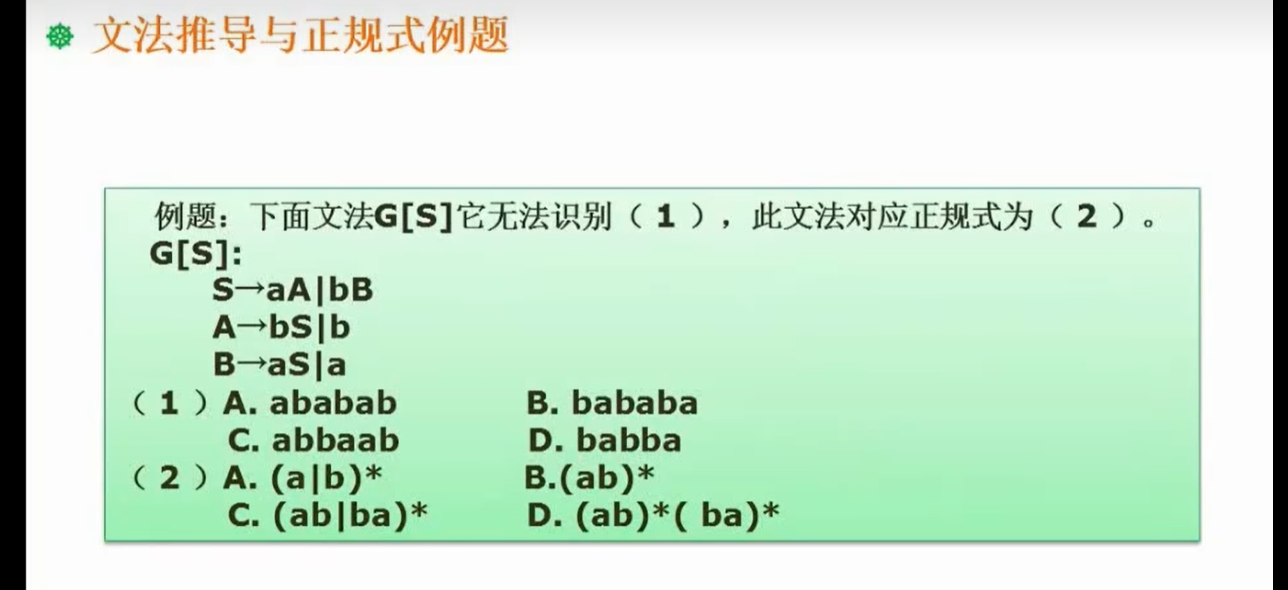 文法推导与正规式例题
例题：下面文法G[S]它无法识别（ 1 ），此文法对应正规式为（ 2 ）。
G[S]:
S→aA|bB
A→bS|b
B→aS|a
（ 1 ）A. ababab B. bababa
C. abbaab D. babba
（ 2 ）A. (a|b)* B.(ab)*
C. (ab|ba)* D. (ab)*( ba)*